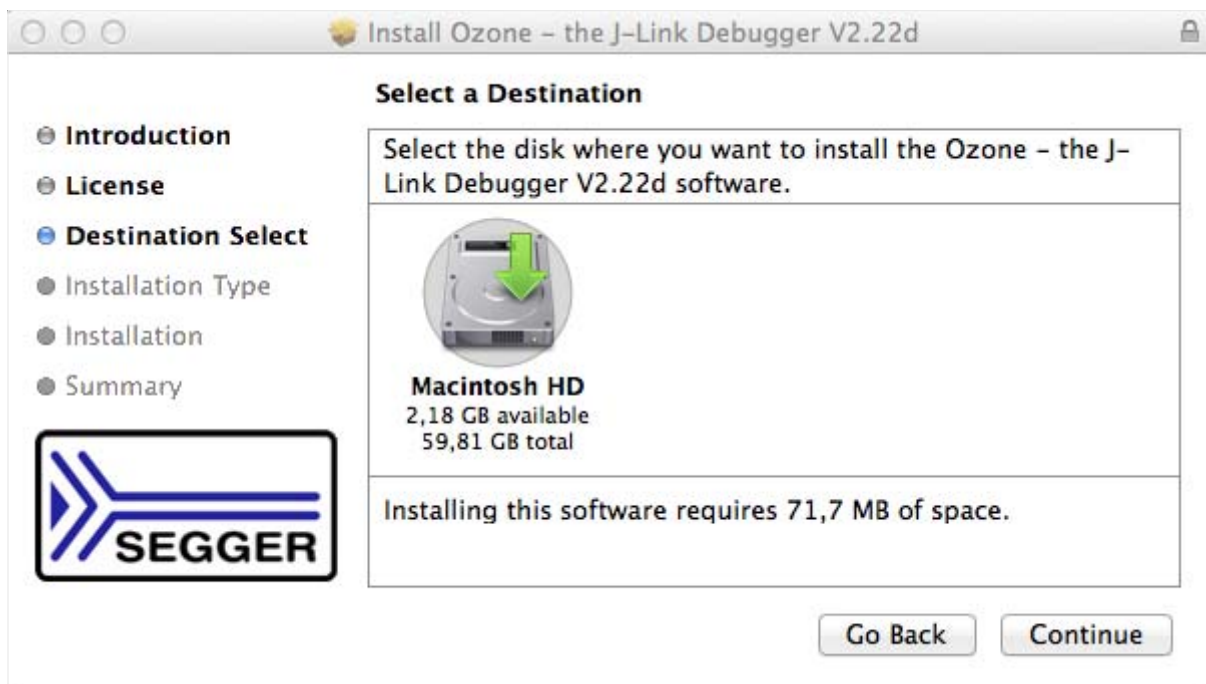 Install Ozone – the J–Link Debugger V2.22d
Select a Destination
Introduction
License
Destination Select
Installation Type
Installation
Summary
SEGGER
Select the disk where you want to install the Ozone – the J–
Link Debugger V2.22d software.
Macintosh HD
2,18 GB available
59,81 GB total
Installing this software requires 71,7 MB of space.
Go Back
Continue